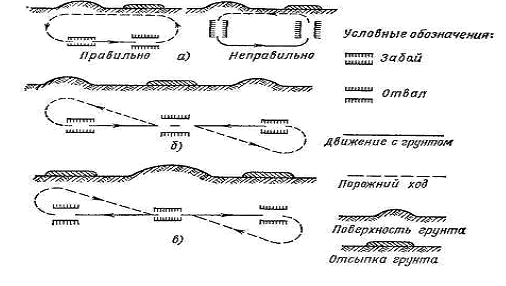 Правильно а) Неправильно
б)
в)
Условные обозначения:
Забой
Отвал
Движение с грунтом
Порожний ход
Поверхность грунта
Отсыпка грунта